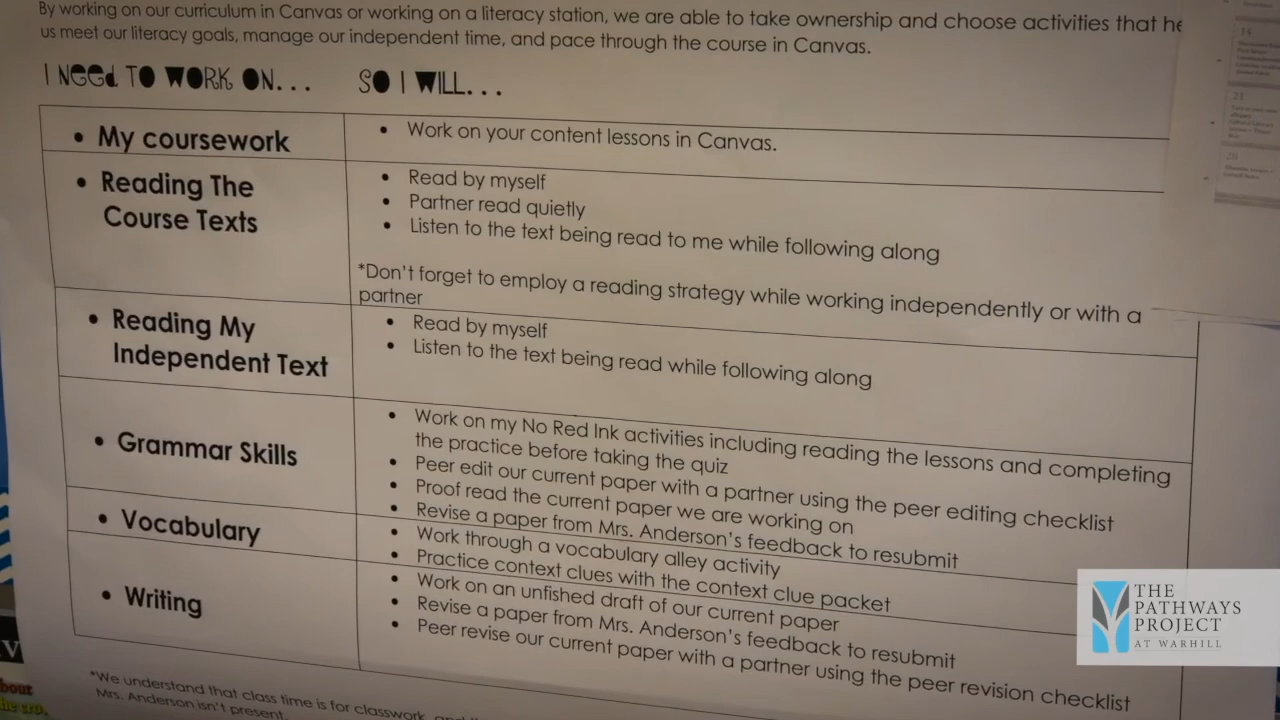 By working on our curriculum in Canvas or working on a literacy station, we are able to take ownership and choose activities that he
us meet our literacy goals, manage our independent time, and pace through the course in Canvas.
I NEEd TO WORK ON... SO I WILL...
• My coursework
• Work on your content lessons in Canvas.
• Reading The
Course Texts
• Read by myself
• Partner read quietly
• Listen to the text being read to me while following along
*Don't forget to employ a reading strategy while working independently or with a
partner
• Reading My
Independent Text
• Read by myself
• Listen to the text being read while following along
• Grammar Skills
• Work on my No Red Ink activities including reading the lessons and completing
the practice before taking the quiz
• Peer edit our current paper with a partner using the peer editing checklist
• Proof read the current paper we are working on
• Revise a paper from Mrs. Anderson's feedback to resubmit
• Vocabulary
• Work through a vocabulary alley activity
• Practice context clues with the context clue packet
• Writing
• Work on an unfished draft of our current paper
• Revise a paper from Mrs. Anderson's feedback to resubmit
• Peer revise our current paper with a partner using the peer revision checklist
*We understand that class time is for classwork, and
Mrs. Anderson isn't present.
THE
PATHWAYS
PROJECT
AT WARHILL
19
21
bout
the cro